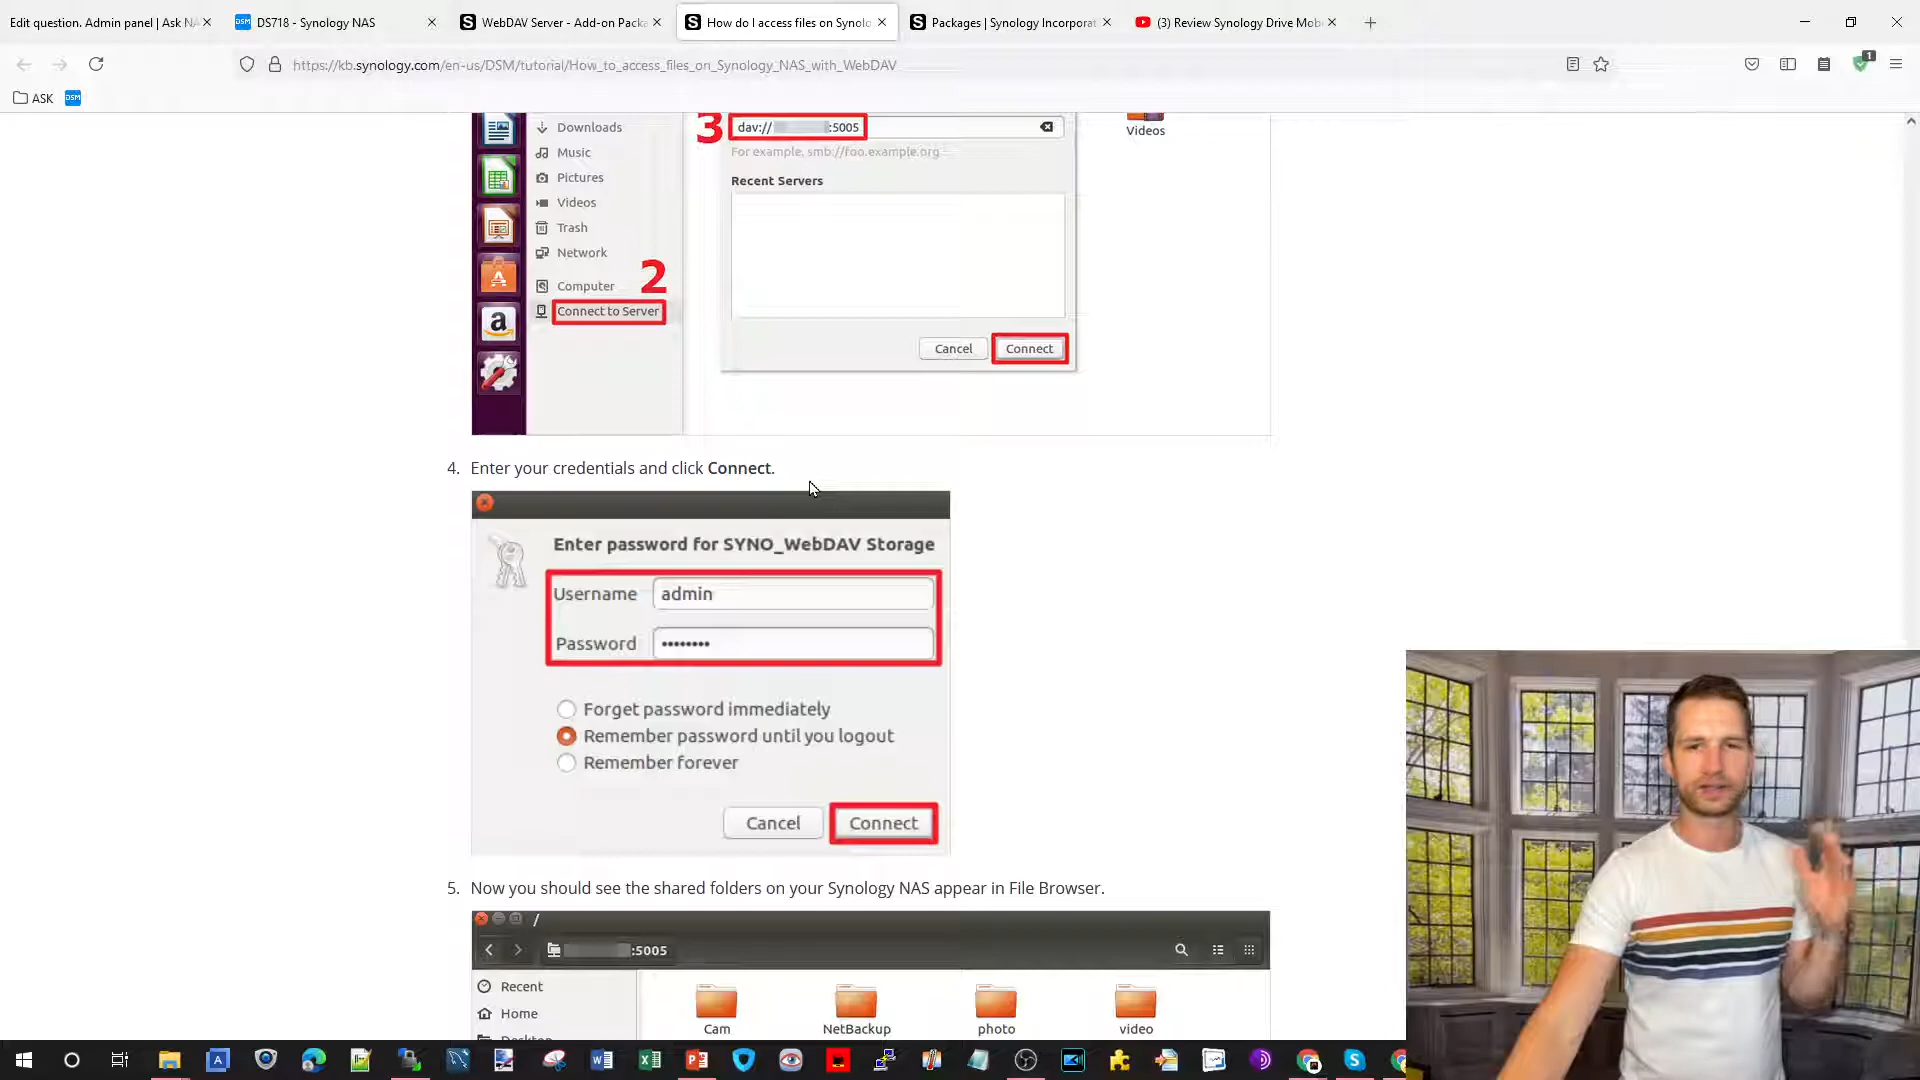 Edit question. Admin panel | Ask NA
DS718 - Synology NAS
WebDAV Server - Add-on Packa
How do I access files on Synolo
Packages | Synology Incorporat
(3) Review Synology Drive Mob
https://kb.synology.com/en-us/DSM/tutorial/How_to_access_files_on_Synology_NAS_with_WebDAV
1
ASK
DSM
Downloads
3
dav://
:5005
Videos
Music
For example, smb://foo.example.org
Pictures
Recent Servers
Videos
Trash
Network
2
Computer
Connect to Server
Cancel
Connect
4. Enter your credentials and click Connect.
Enter password for SYNO_WebDAV Storage
Username
admin
Password
••••••••
Forget password immediately
Remember password until you logout
Remember forever
Cancel
Connect
5. Now you should see the shared folders on your Synology NAS appear in File Browser.
/
:5005
Recent
Home
Cam
NetBackup
photo
video